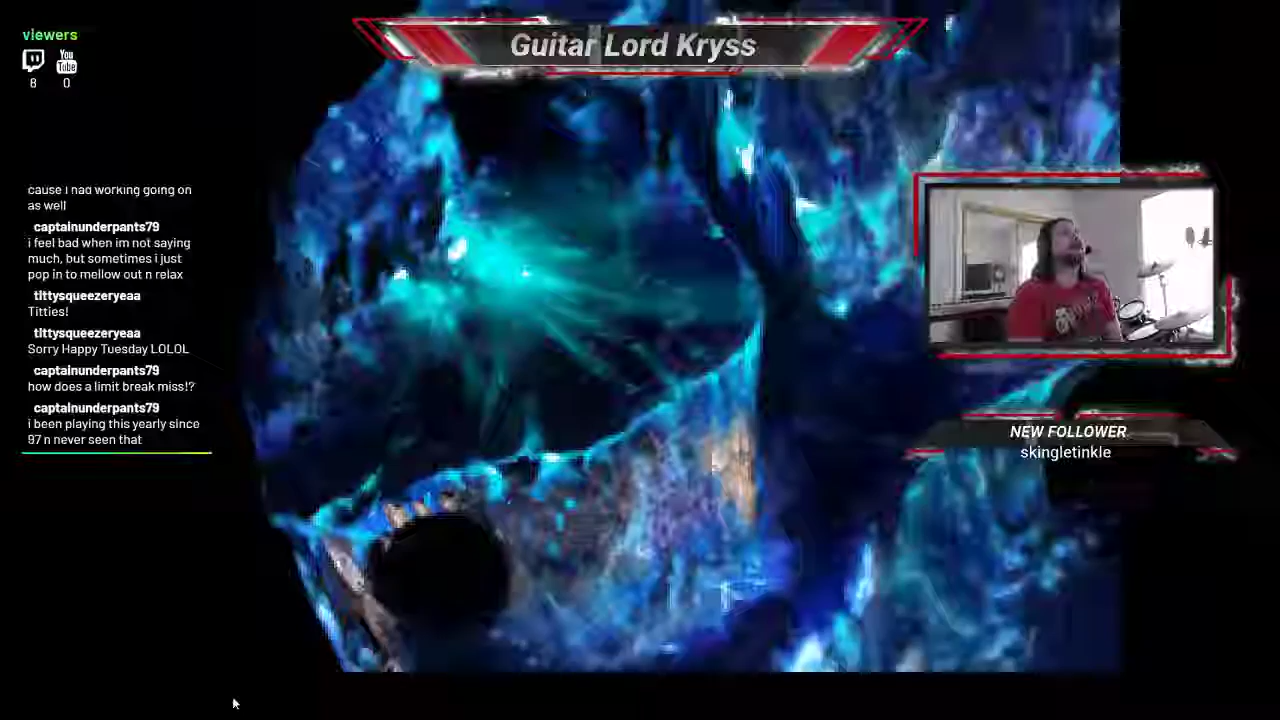 Guitar Lord Kryss
viewers
8
You Tube
0
cause i had working going on
as well
captainunderpants79
i feel bad when im not saying
much, but sometimes i just
pop in to mellow out n relax
tittysqueezeryeaa
Titties!
tittysqueezeryeaa
Sorry Happy Tuesday LOLOL
captainunderpants79
how does a limit break miss!?
captainunderpants79
i been playing this yearly since
97 n never seen that
NEW FOLLOWER
skingletinkle